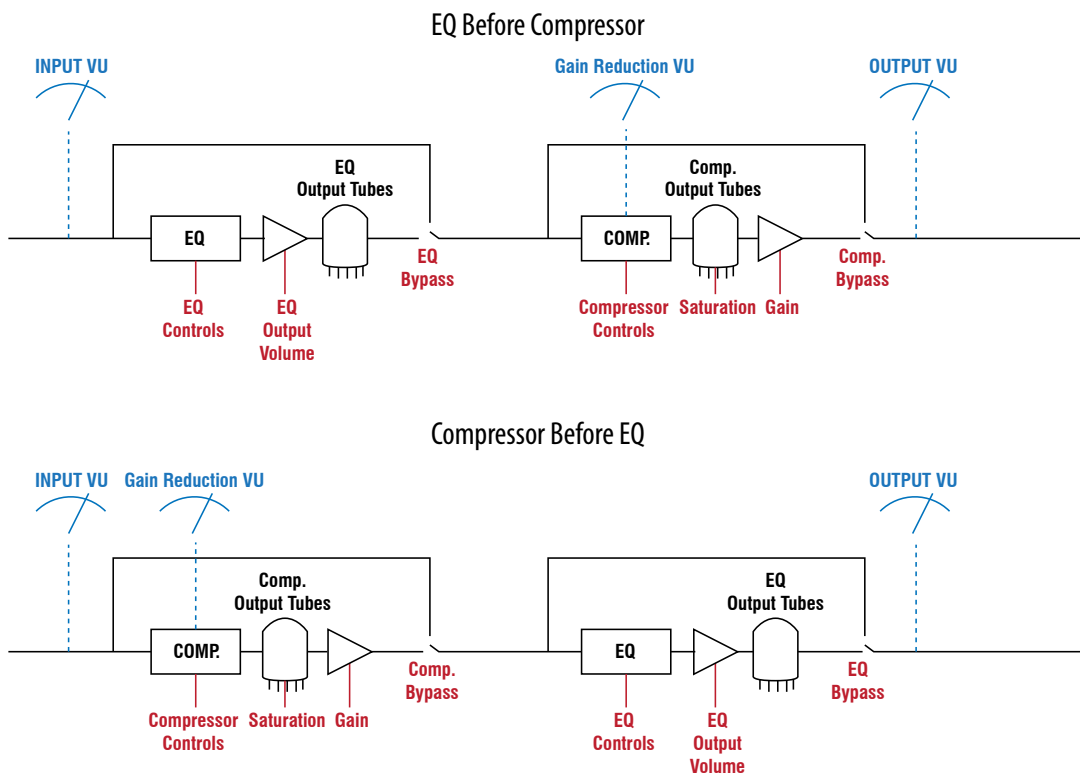 EQ Before Compressor
INPUT VU
Gain Reduction VU
OUTPUT VU
EQ
Output Tubes
Comp.
Output Tubes
EQ
COMP.
EQ
Bypass
Comp.
Bypass
EQ
Controls
EQ
Output
Volume
Compressor
Controls
Saturation
Gain
Compressor Before EQ
INPUT VU
Gain Reduction VU
OUTPUT VU
Comp.
Output Tubes
EQ
Output Tubes
COMP.
EQ
Comp.
Bypass
EQ
Bypass
Compressor
Controls
Saturation
Gain
EQ
Controls
EQ
Output
Volume